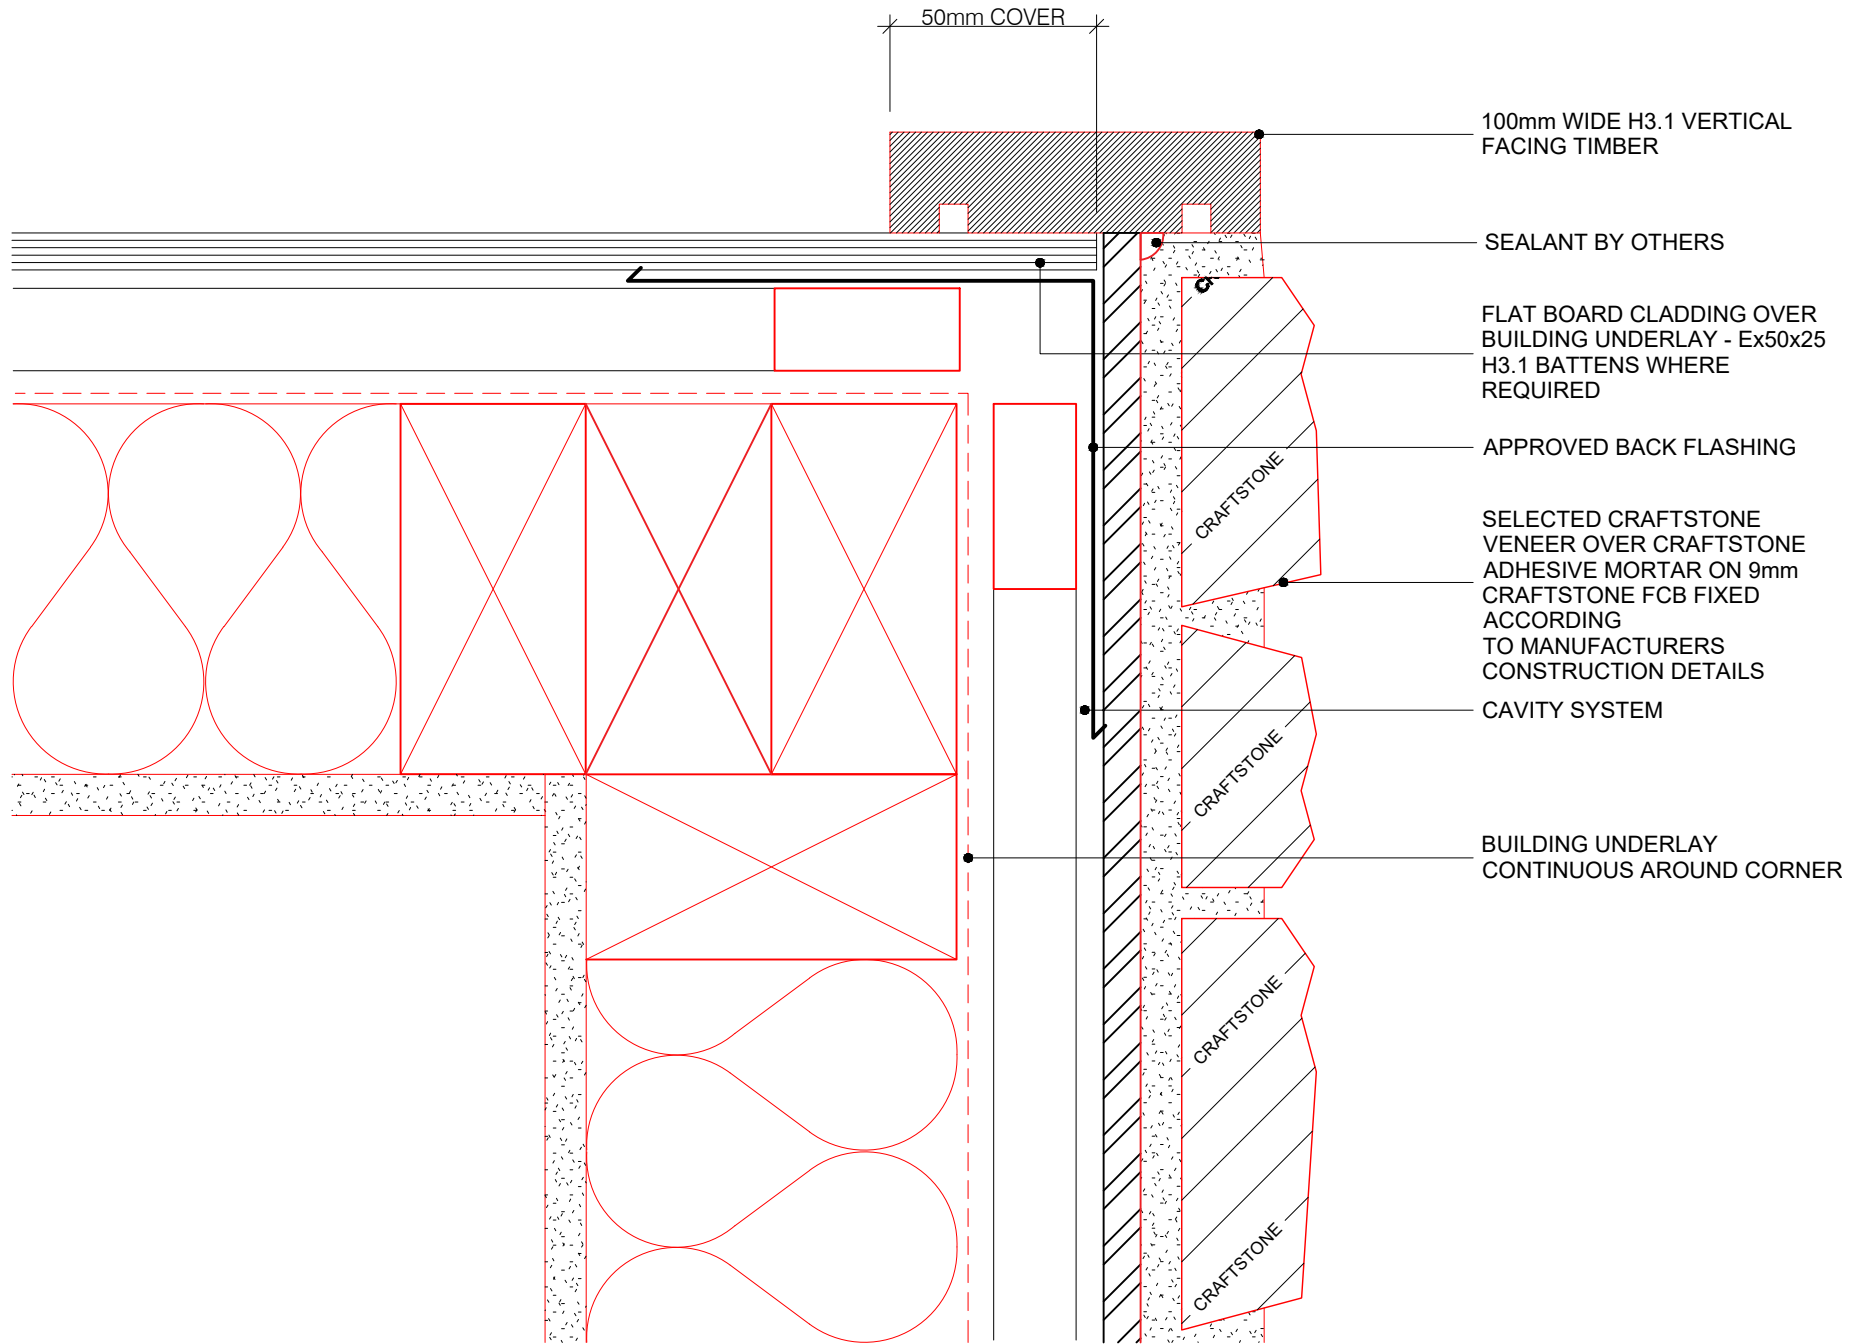 50mm COVER
100mm WIDE H3.1 VERTICAL
FACING TIMBER
SEALANT BY OTHERS
FLAT BOARD CLADDING OVER
BUILDING UNDERLAY - Ex50x25
H3.1 BATTENS WHERE
REQUIRED
APPROVED BACK FLASHING
SELECTED CRAFTSTONE
VENEER OVER CRAFTSTONE
ADHESIVE MORTAR ON 9mm
CRAFTSTONE FCB FIXED
ACCORDING
TO MANUFACTURERS
CONSTRUCTION DETAILS
CAVITY SYSTEM
BUILDING UNDERLAY
CONTINUOUS AROUND CORNER
CRAFTSTONE
CRAFTSTONE
CRAFTSTONE
CRAFTSTONE